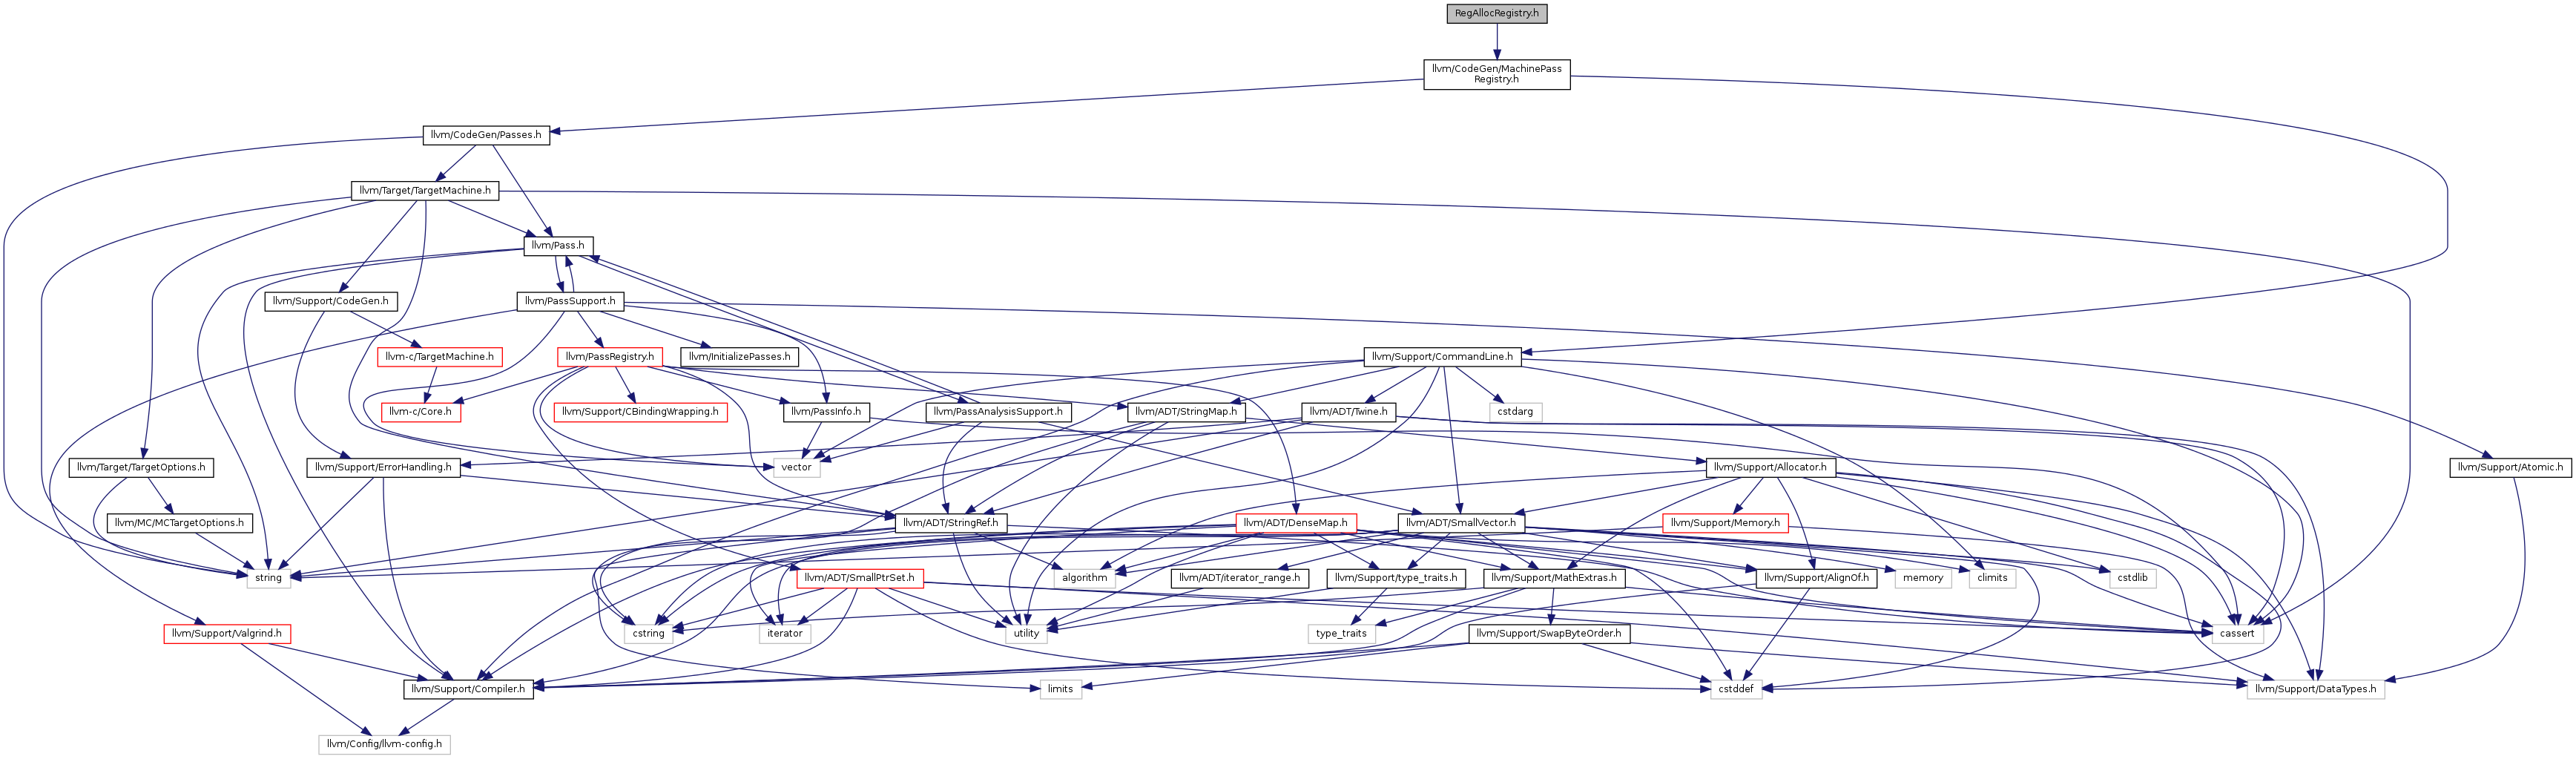 RegAllocRegistry.h
llvm/CodeGen/MachinePass
Registry.h
llvm/CodeGen/Passes.h
llvm/Target/TargetMachine.h
llvm/Pass.h
llvm/Support/CodeGen.h
llvm/PassSupport.h
llvm-c/TargetMachine.h
llvm/PassRegistry.h
llvm/InitializePasses.h
llvm/Support/CommandLine.h
llvm-c/Core.h
llvm/Support/CBindingWrapping.h
llvm/PassInfo.h
llvm/PassAnalysisSupport.h
llvm/ADT/StringMap.h
llvm/ADT/Twine.h
cstdarg
llvm/Target/TargetOptions.h
llvm/Support/ErrorHandling.h
vector
llvm/Support/Allocator.h
llvm/Support/Atomic.h
llvm/MC/MCTargetOptions.h
llvm/ADT/StringRef.h
llvm/ADT/DenseMap.h
llvm/ADT/SmallVector.h
llvm/Support/Memory.h
string
llvm/ADT/SmallPtrSet.h
algorithm
llvm/ADT/iterator_range.h
llvm/Support/type_traits.h
llvm/Support/MathExtras.h
llvm/Support/AlignOf.h
memory
climits
cstdlib
llvm/Support/Valgrind.h
cstring
iterator
utility
type_traits
llvm/Support/SwapByteOrder.h
cassert
llvm/Support/Compiler.h
limits
cstddef
llvm/Support/DataTypes.h
llvm/Config/llvm-config.h